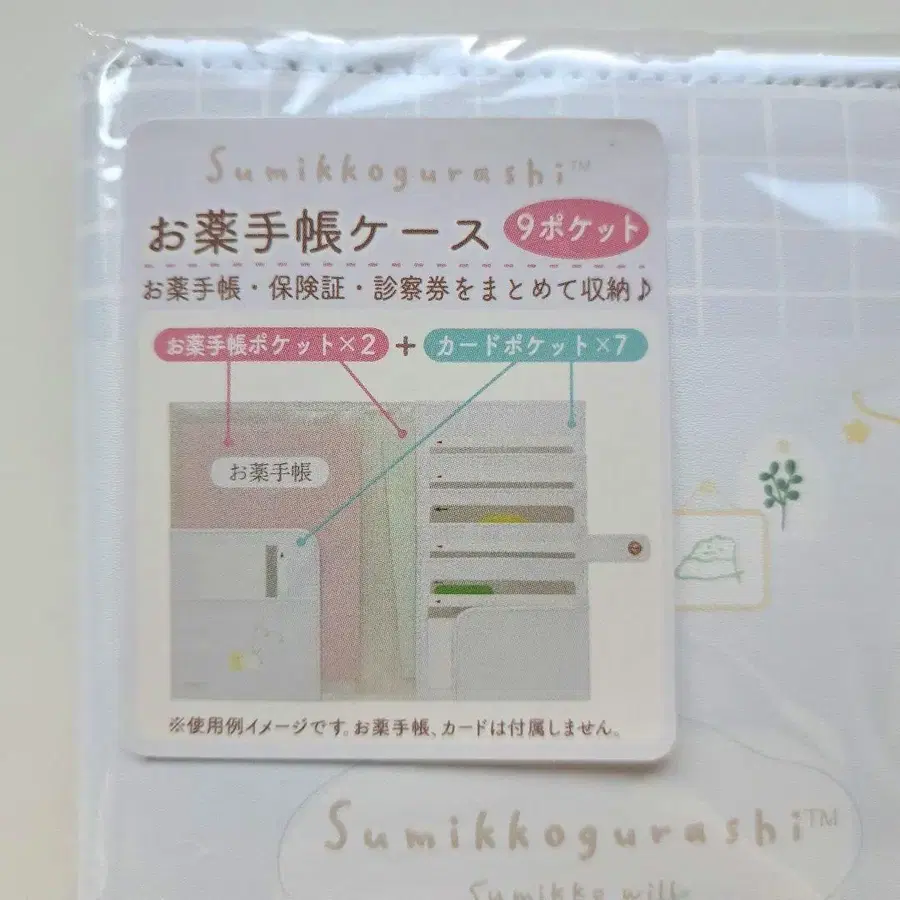 Sumikkogurashi™
お薬手帳ケース 9ポケット
お薬手帳・保険証・診察券をまとめて収納♪
お薬手帳ポケット×2 + カードポケット×7
お薬手帳
※使用例イメージです。お薬手帳、カードは付属しません。
Sumikkogurashi™
Sumikko will